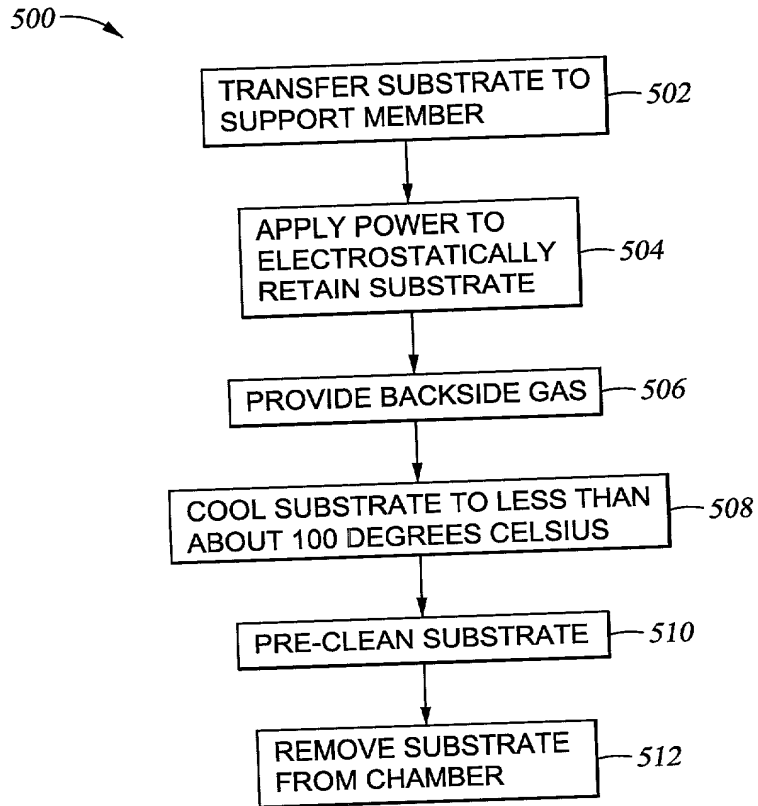 500
TRANSFER SUBSTRATE TO
SUPPORT MEMBER
502
APPLY POWER TO
ELECTROSTATICALLY
RETAIN SUBSTRATE
504
PROVIDE BACKSIDE GAS
506
COOL SUBSTRATE TO LESS THAN
ABOUT 100 DEGREES CELSIUS
508
PRE-CLEAN SUBSTRATE
510
REMOVE SUBSTRATE
FROM CHAMBER
512